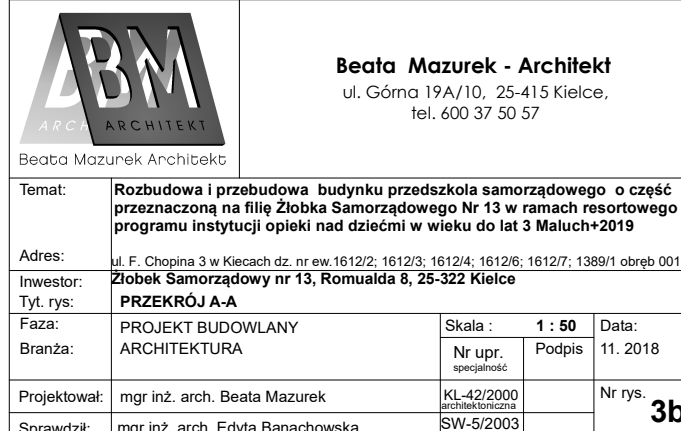 BBM
ARCH ARCHITEKT
Beata Mazurek Architekt
Beata Mazurek - Architekt
ul. Górna 19A/10, 25-415 Kielce,
tel. 600 37 50 57
Temat: Rozbudowa i przebudowa budynku przedszkola samorządowego o część
przeznaczoną na filię Żłobka Samorządowego Nr 13 w ramach resortowego
programu instytucji opieki nad dziećmi w wieku do lat 3 Maluch+2019
Adres: ul. F. Chopina 3 w Kiecach dz. nr ew.1612/2; 1612/3; 1612/4; 1612/6; 1612/7; 1389/1 obręb 001
Inwestor: Żłobek Samorządowy nr 13, Romualda 8, 25-322 Kielce
Tyt. rys: PRZEKRÓJ A-A
Faza: PROJEKT BUDOWLANY Skala : 1 : 50 Data:
Branża: ARCHITEKTURA Nr upr. Podpis 11. 2018
specjalność
Projektował: mgr inż. arch. Beata Mazurek KL-42/2000 Nr rys.
architektoniczna
3b
Sprawdził: mgr inż. arch. Edyta Banachowska SW-5/2003